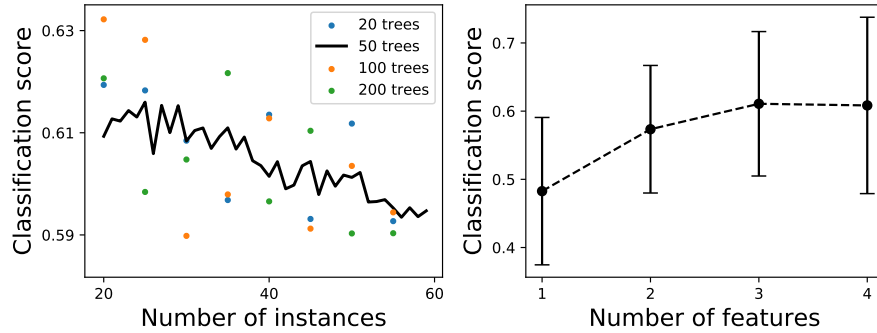 Classification score
0.63
0.61
0.59
20
40
60
Number of instances
20 trees
50 trees
100 trees
200 trees
Classification score
0.7
0.6
0.5
0.4
1
2
3
4
Number of features